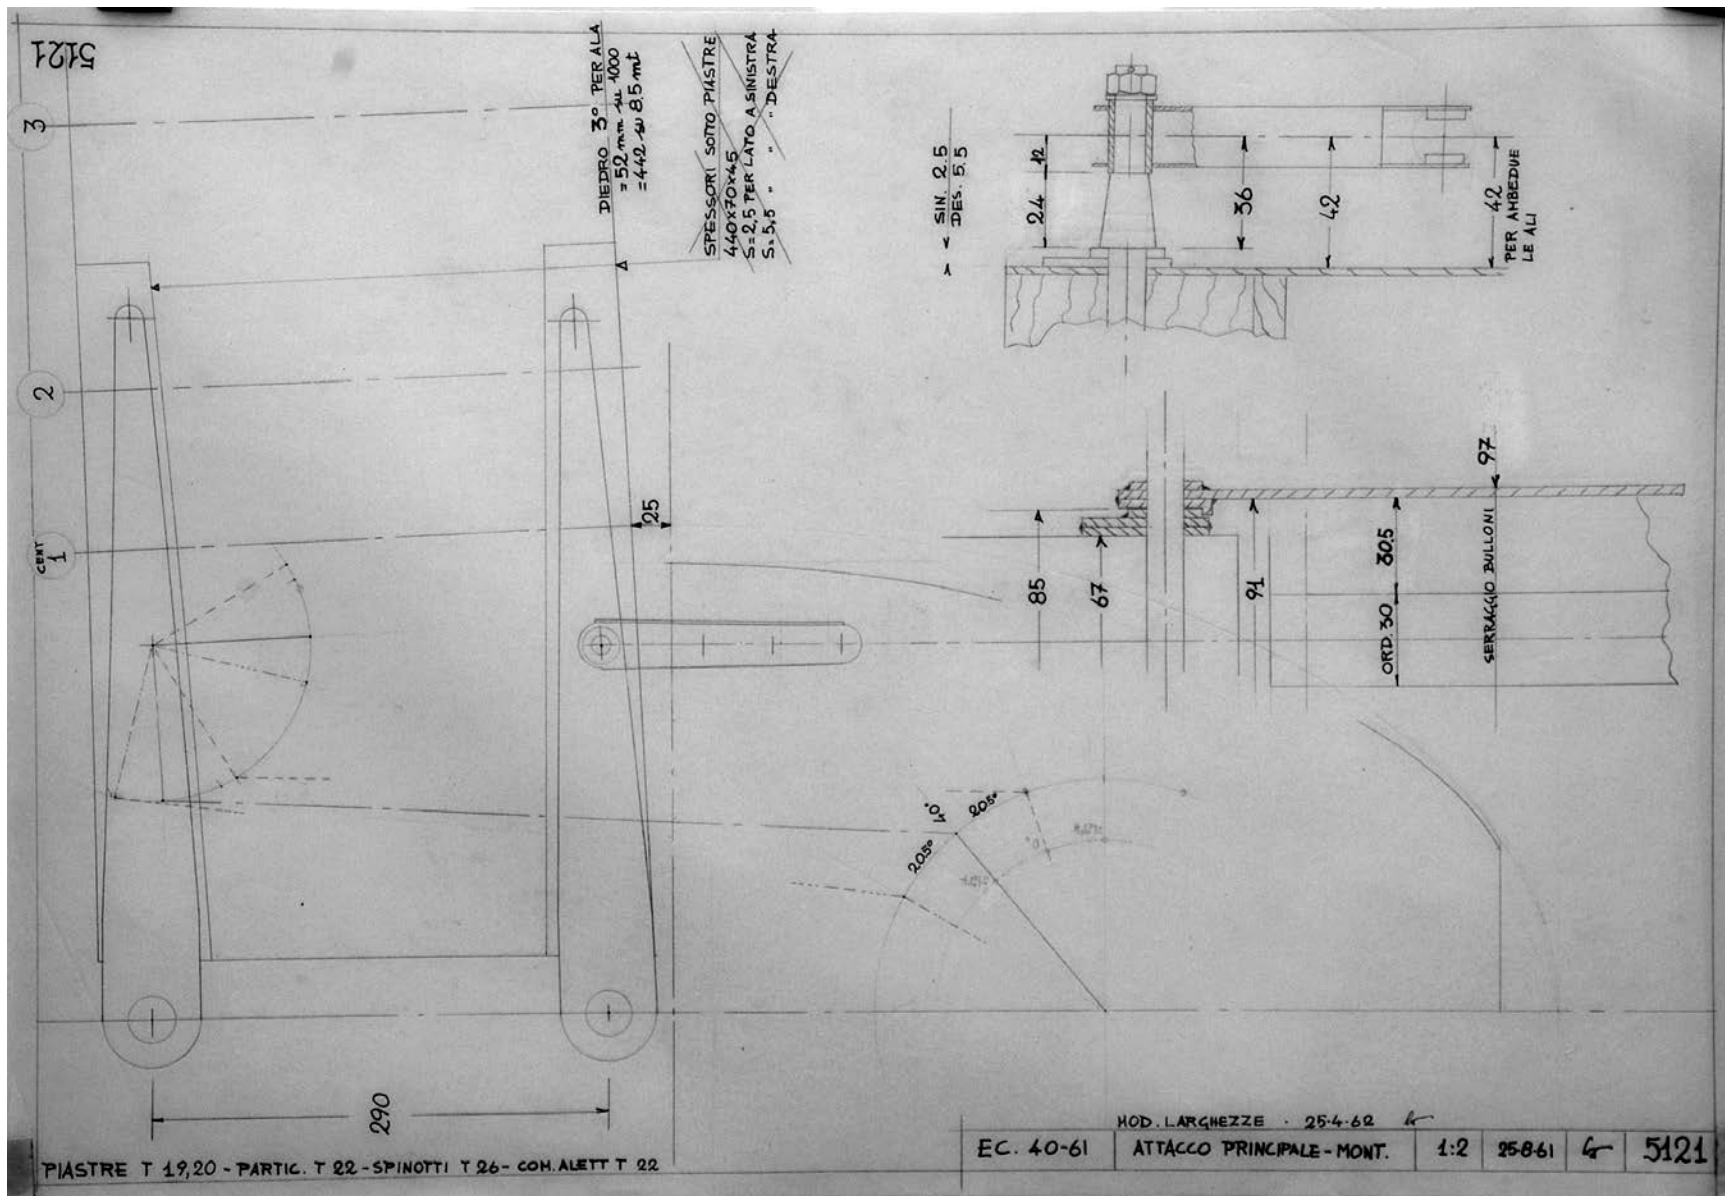 5121
3
2
CENT
1
DIEDRO 3° PER ALA
= 52 mm su 1000
= 442 su 8.5 mt
SPESSORI SOTTO PIASTRE
440x70x45
S=2,5 PER LATO A SINISTRA
S=5,5 " " " DESTRA
SIN. 2.5
DES. 5.5
12
24
36
42
42
PER AMBEDUE
LE ALI
25
85
67
91
30.5
ORD. 30
SERRAGGIO BULLONI
97
20.5°
20.5°
290
PIASTRE T 19,20 - PARTIC. T 22 - SPINOTTI T 26 - COM. ALETT T 22
MOD. LARGHEZZE · 25·4·62
EC. 40-61 ATTACCO PRINCIPALE - MONT. 1:2 25·8·61 5121